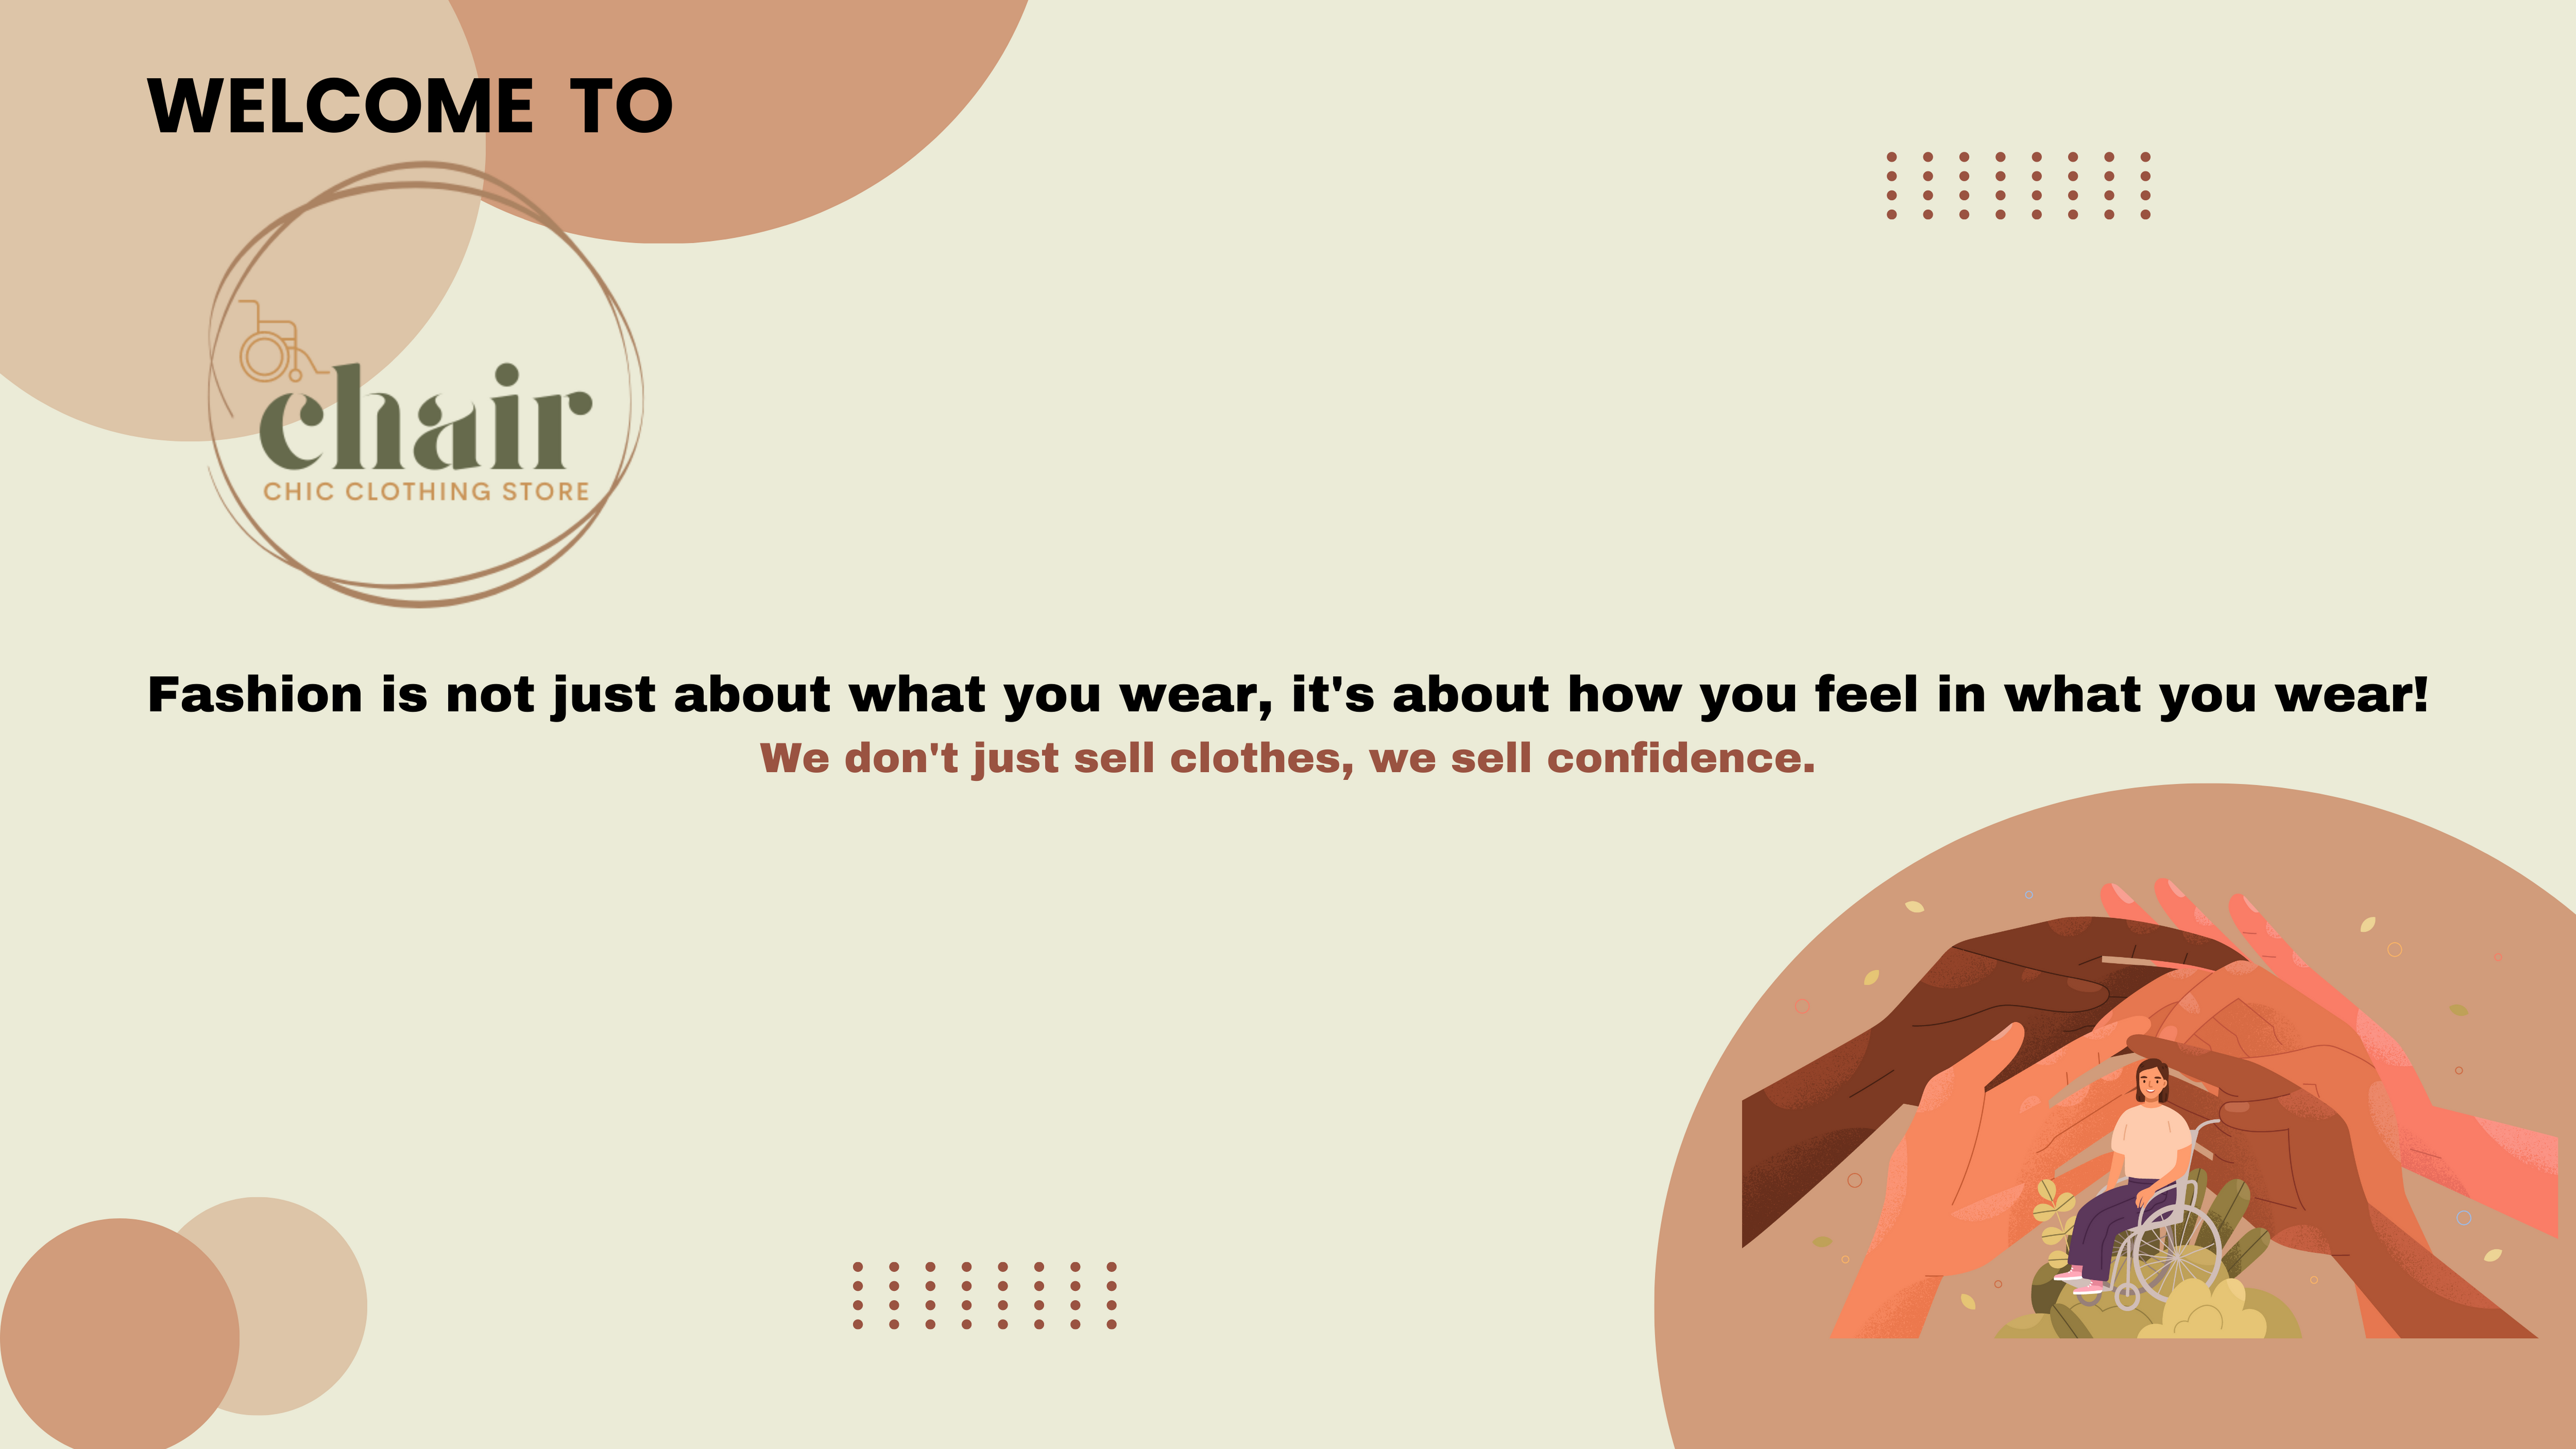 WELCOME TO
chair
CHIC CLOTHING STORE
Fashion is not just about what you wear, it's about how you feel in what you wear!
We don't just sell clothes, we sell confidence.